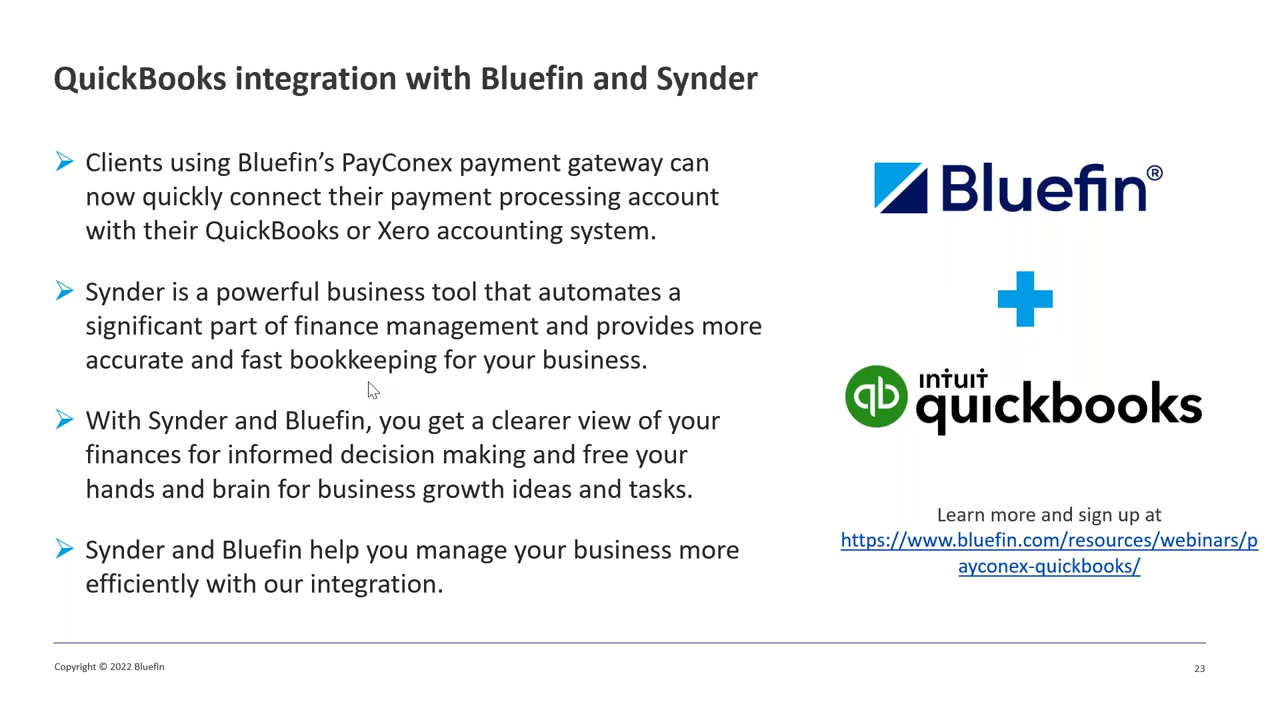 QuickBooks integration with Bluefin and Synder
Clients using Bluefin’s PayConex payment gateway can
now quickly connect their payment processing account
with their QuickBooks or Xero accounting system.
Synder is a powerful business tool that automates a
significant part of finance management and provides more
accurate and fast bookkeeping for your business.
With Synder and Bluefin, you get a clearer view of your
finances for informed decision making and free your
hands and brain for business growth ideas and tasks.
Synder and Bluefin help you manage your business more
efficiently with our integration.
Bluefin®
qb
intuit
quickbooks
Learn more and sign up at
https://www.bluefin.com/resources/webinars/p
ayconex-quickbooks/
Copyright © 2022 Bluefin
23